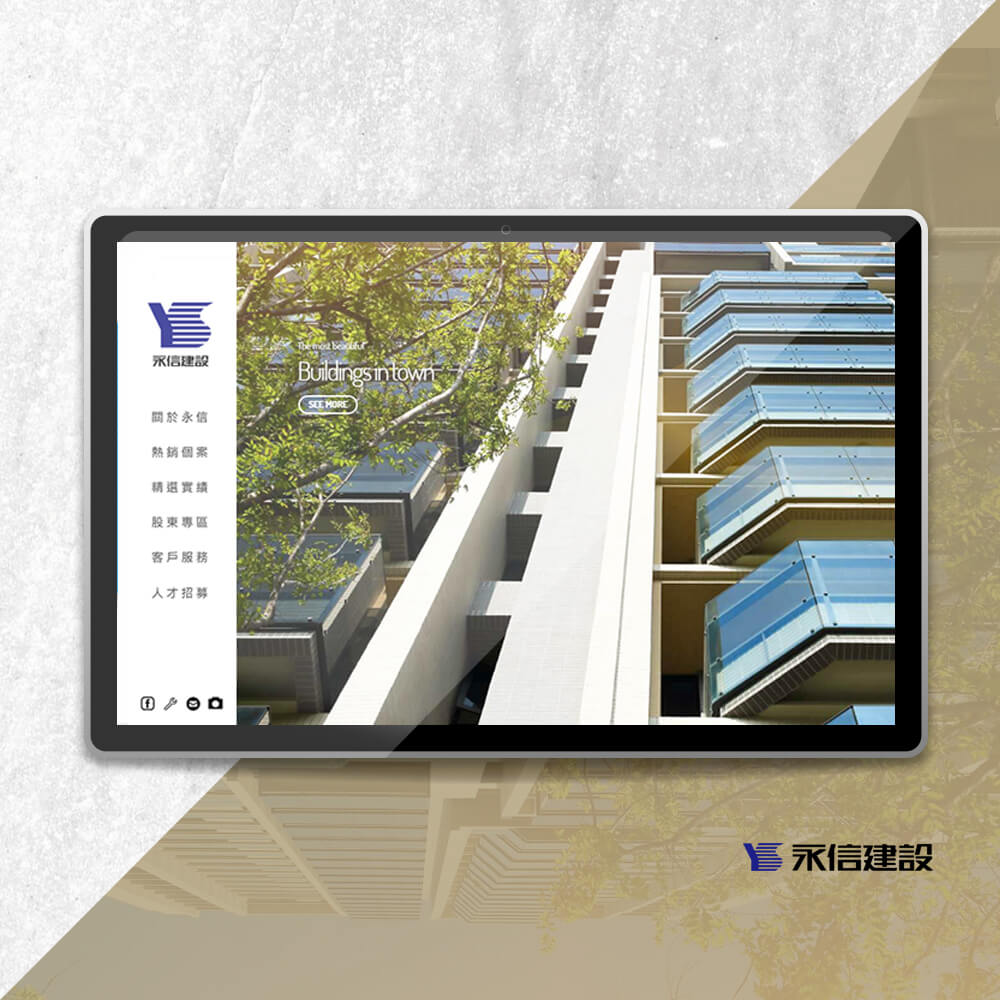 YS
永信建設
關於永信
熱銷個案
精選實績
股東專區
客戶服務
人才招募
The most beautiful
Buildings in town
SEE MORE
YS 永信建設